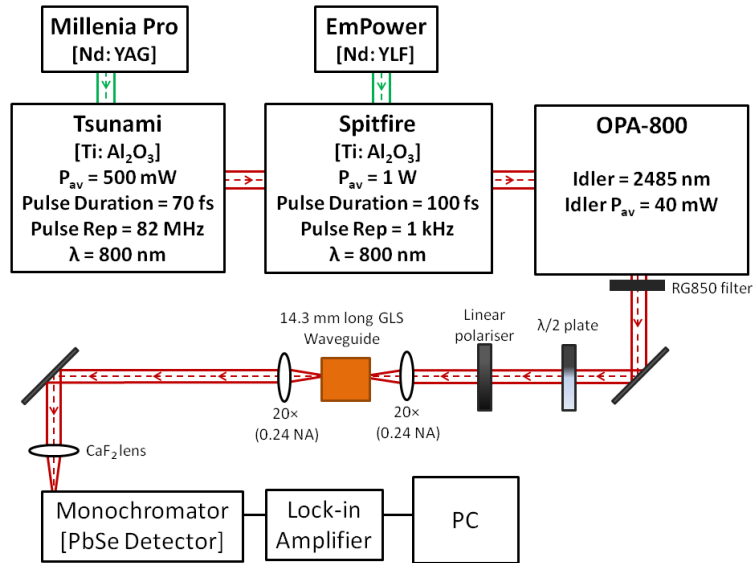 Millenia Pro
[Nd: YAG]
EmPower
[Nd: YLF]
Tsunami
[Ti: Al₂O₃]
Pₐᵥ = 500 mW
Pulse Duration = 70 fs
Pulse Rep = 82 MHz
λ = 800 nm
Spitfire
[Ti: Al₂O₃]
Pₐᵥ = 1 W
Pulse Duration = 100 fs
Pulse Rep = 1 kHz
λ = 800 nm
OPA-800
Idler = 2485 nm
Idler Pₐᵥ = 40 mW
RG850 filter
14.3 mm long GLS
Waveguide
Linear
polariser
λ/2 plate
20×
(0.24 NA)
20×
(0.24 NA)
CaF₂ lens
Monochromator
[PbSe Detector]
Lock-in
Amplifier
PC